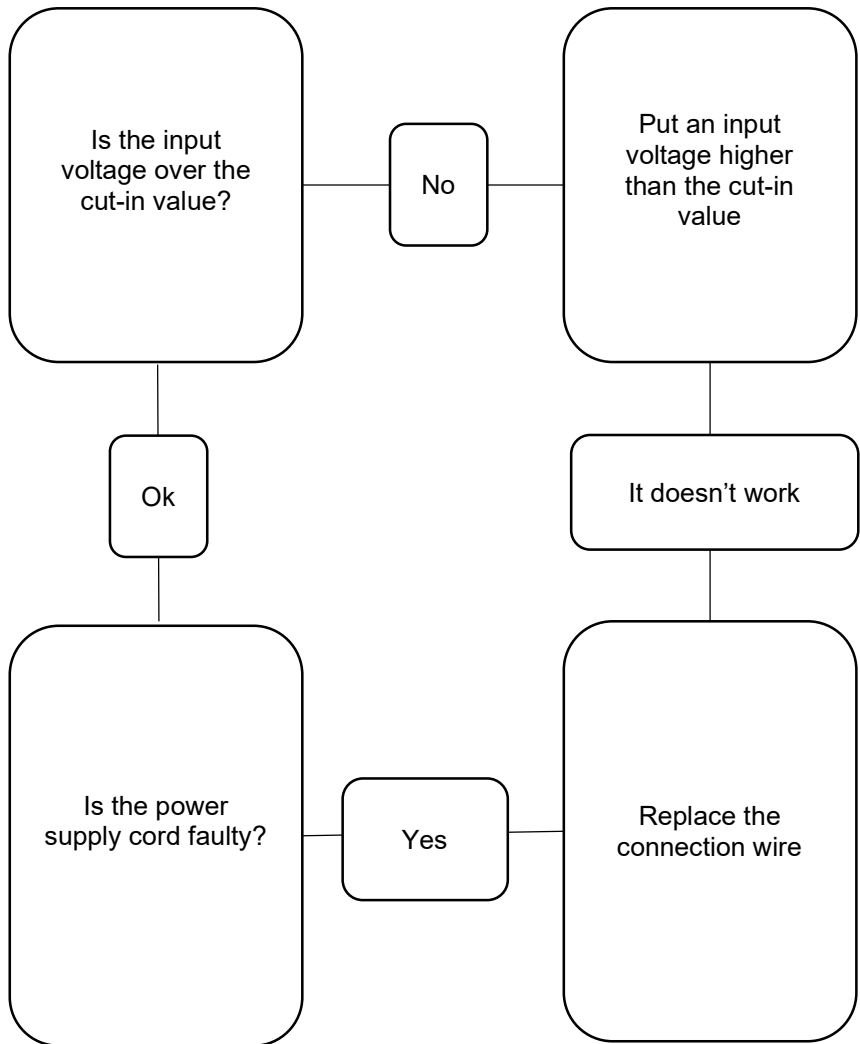 Is the input
voltage over the
cut-in value?
No
Put an input
voltage higher
than the cut-in
value
Ok
It doesn’t work
Is the power
supply cord faulty?
Yes
Replace the
connection wire